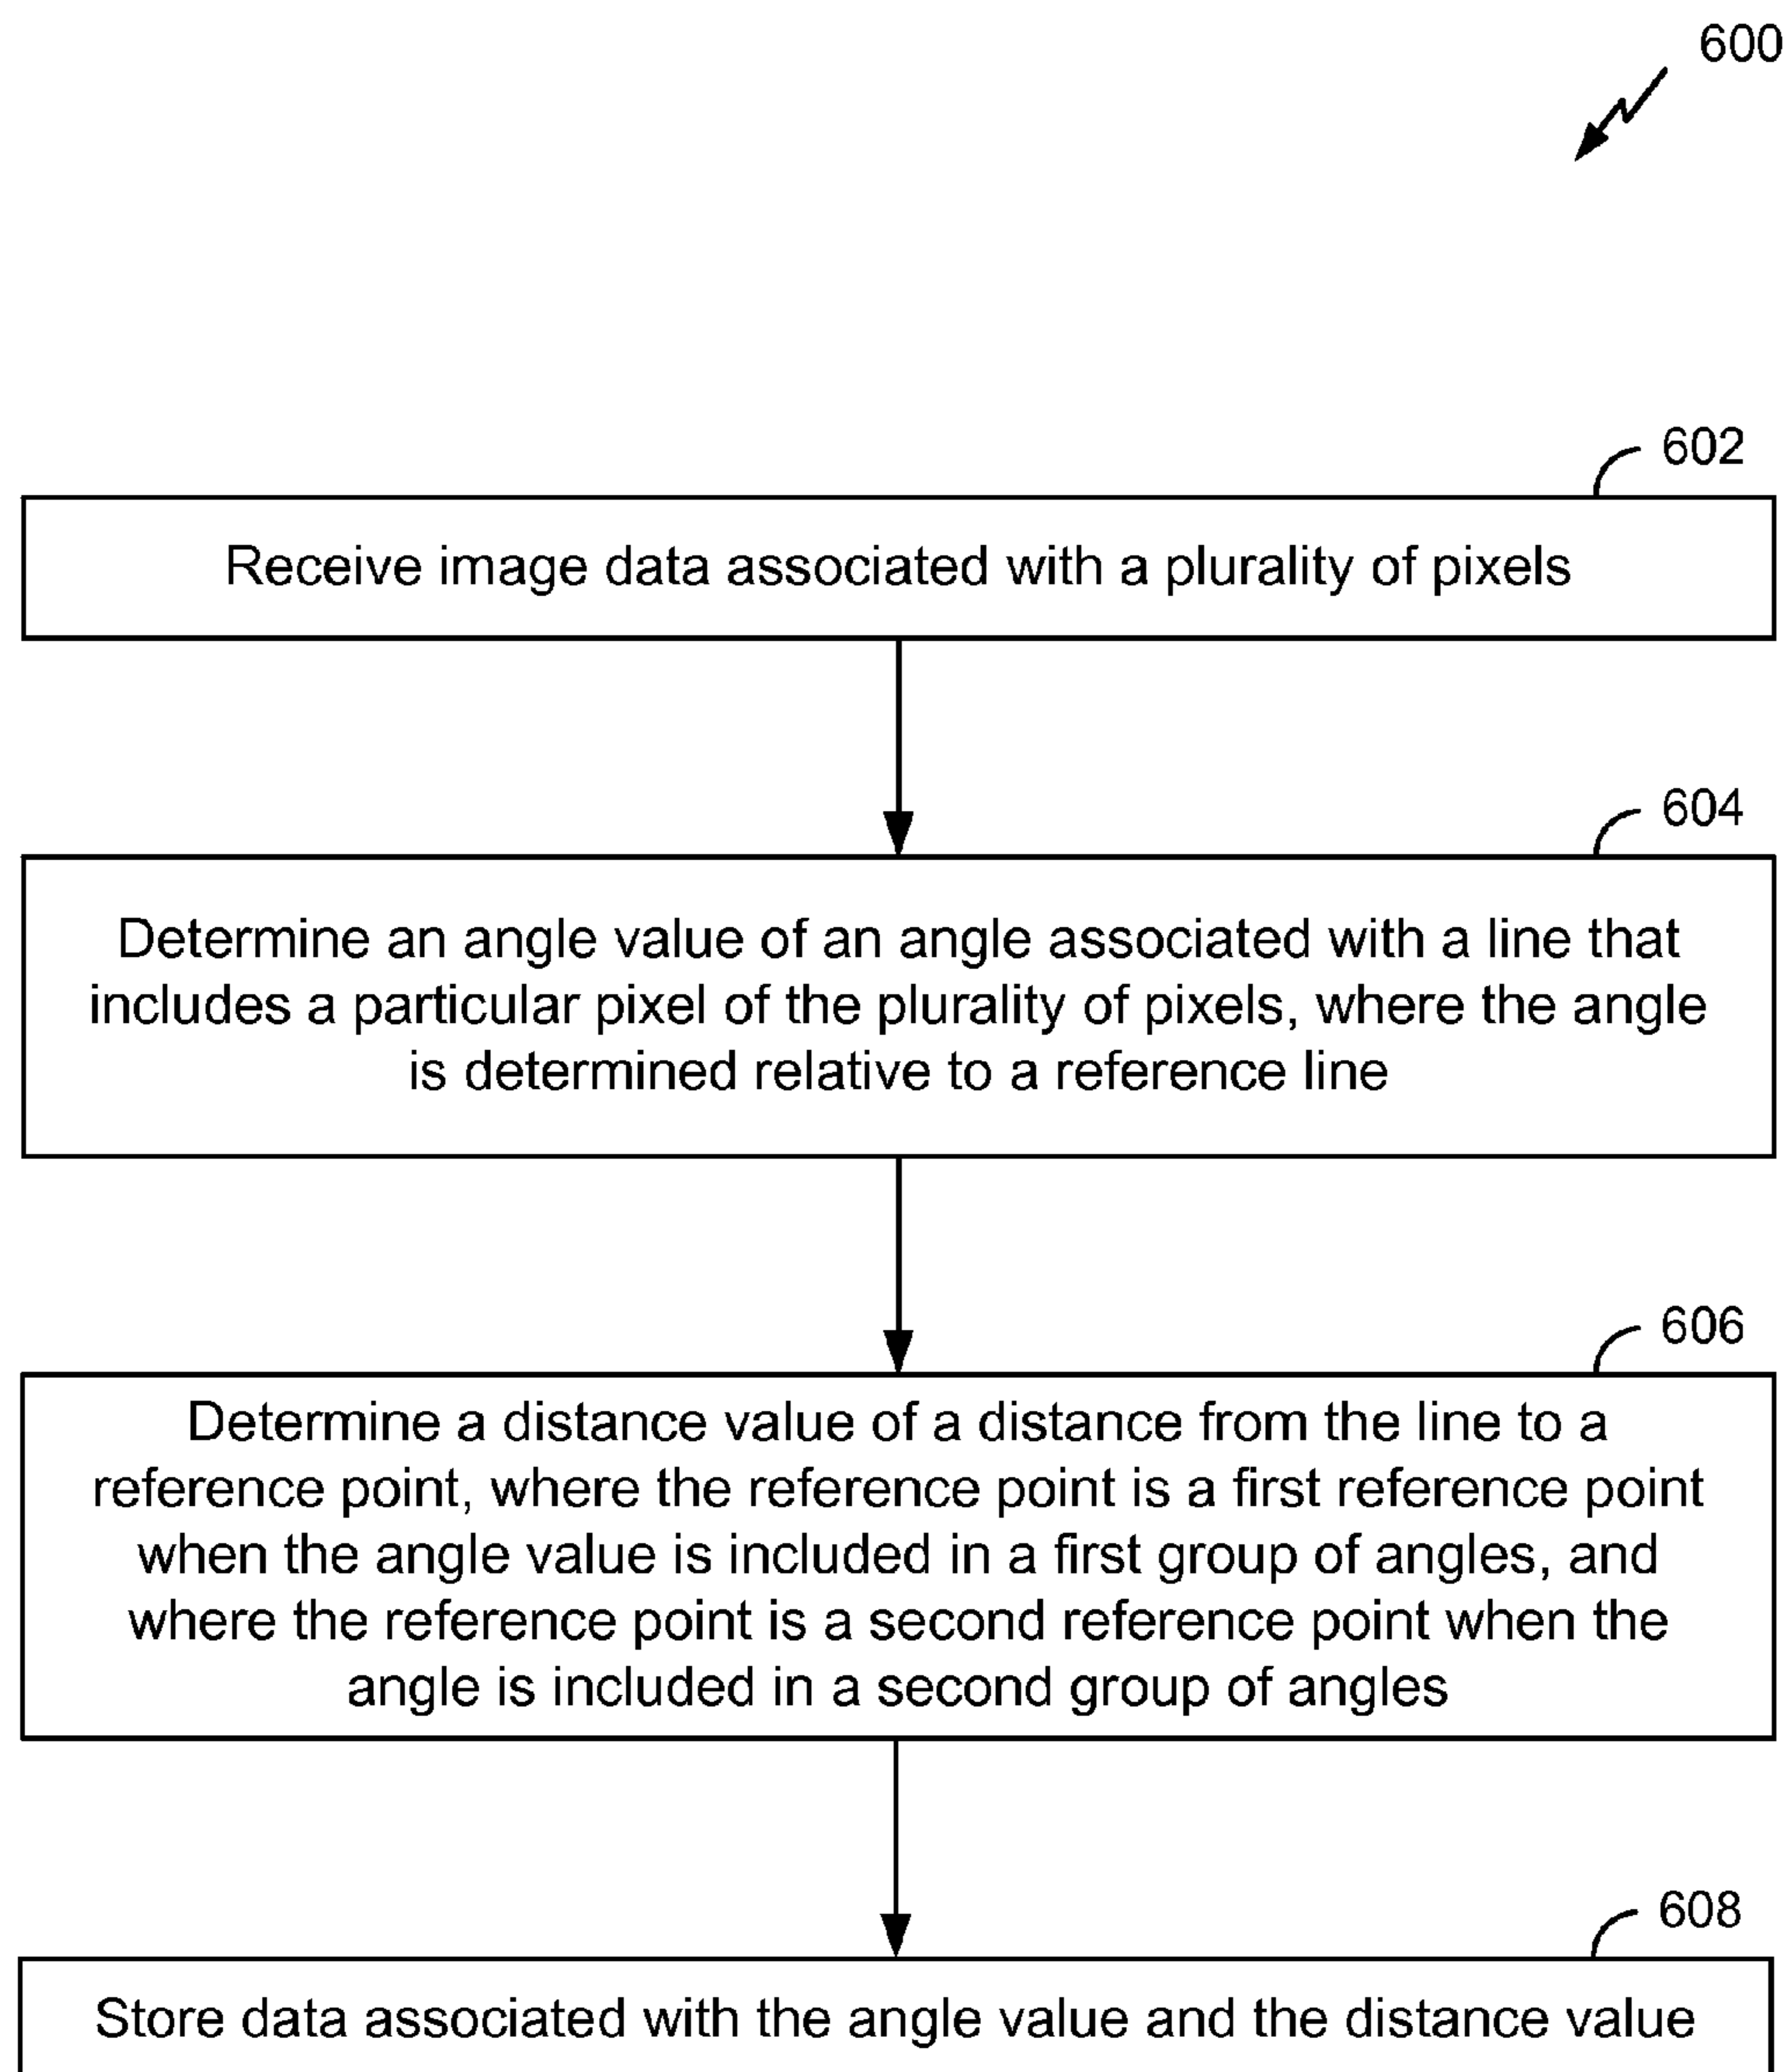 600
602
Receive image data associated with a plurality of pixels
604
Determine an angle value of an angle associated with a line that
includes a particular pixel of the plurality of pixels, where the angle
is determined relative to a reference line
606
Determine a distance value of a distance from the line to a
reference point, where the reference point is a first reference point
when the angle value is included in a first group of angles, and
where the reference point is a second reference point when the
angle is included in a second group of angles
608
Store data associated with the angle value and the distance value